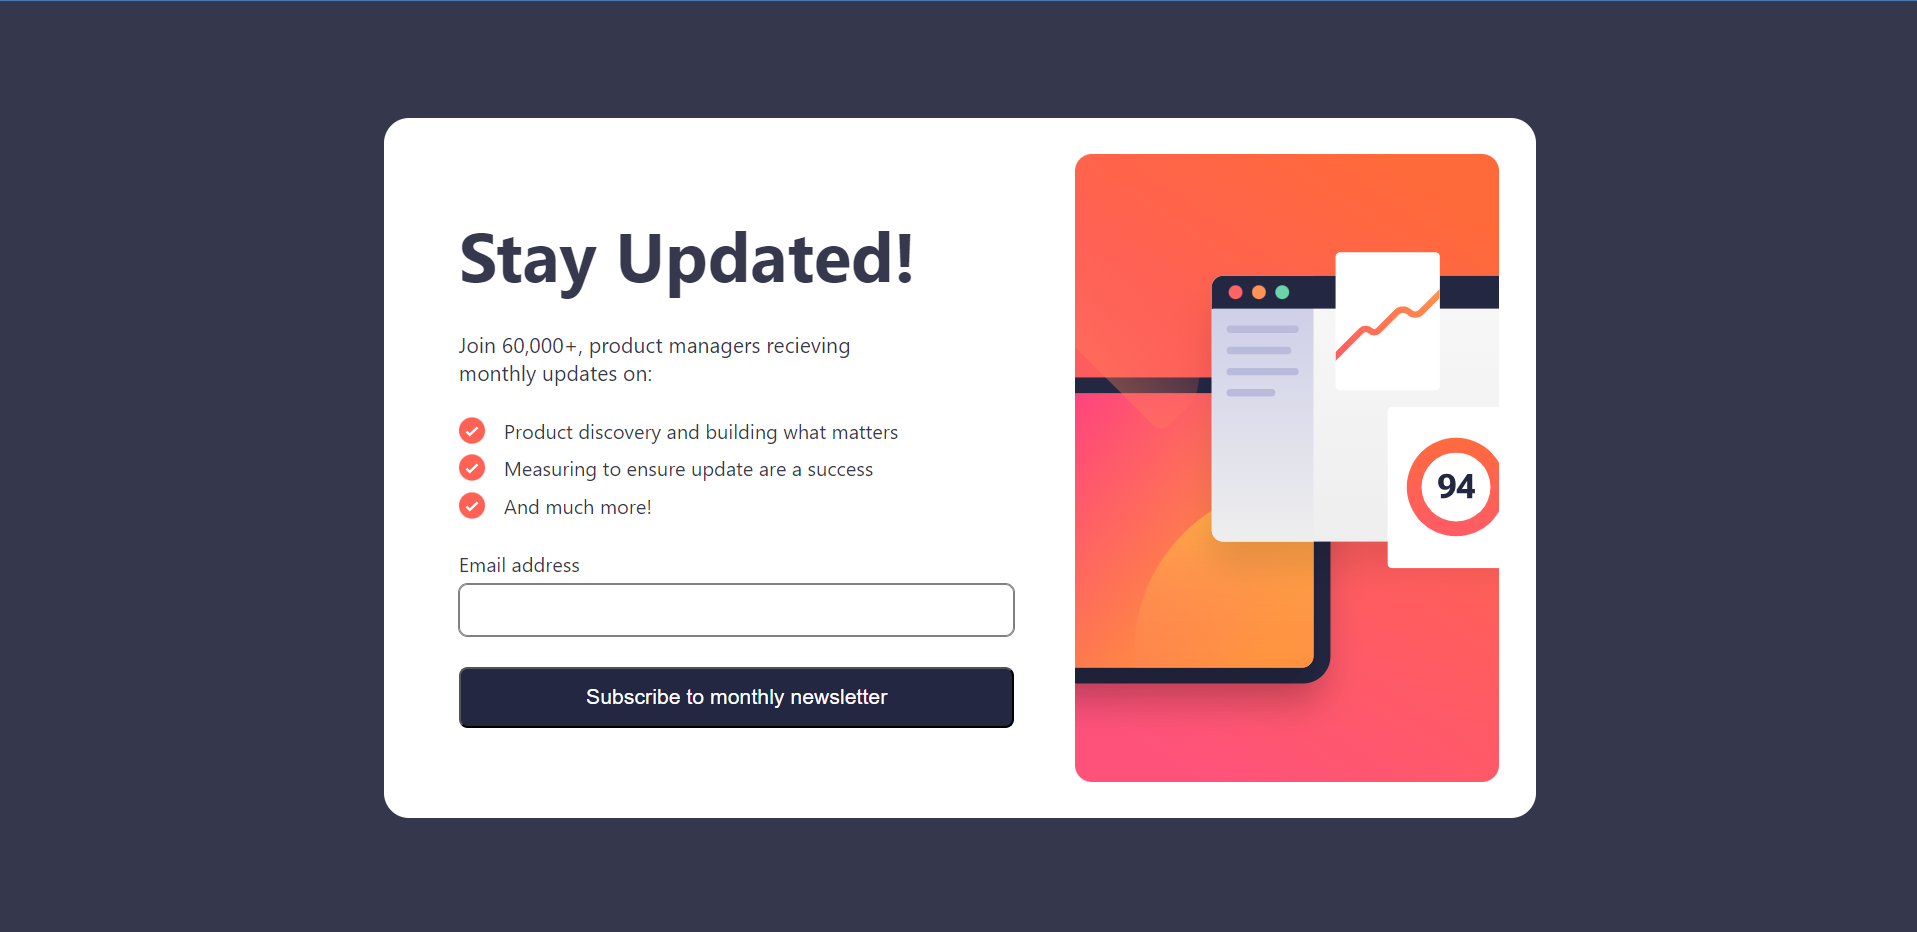 Stay Updated!
Join 60,000+, product managers recieving
monthly updates on:
Product discovery and building what matters
Measuring to ensure update are a success
And much more!
Email address
Subscribe to monthly newsletter
94